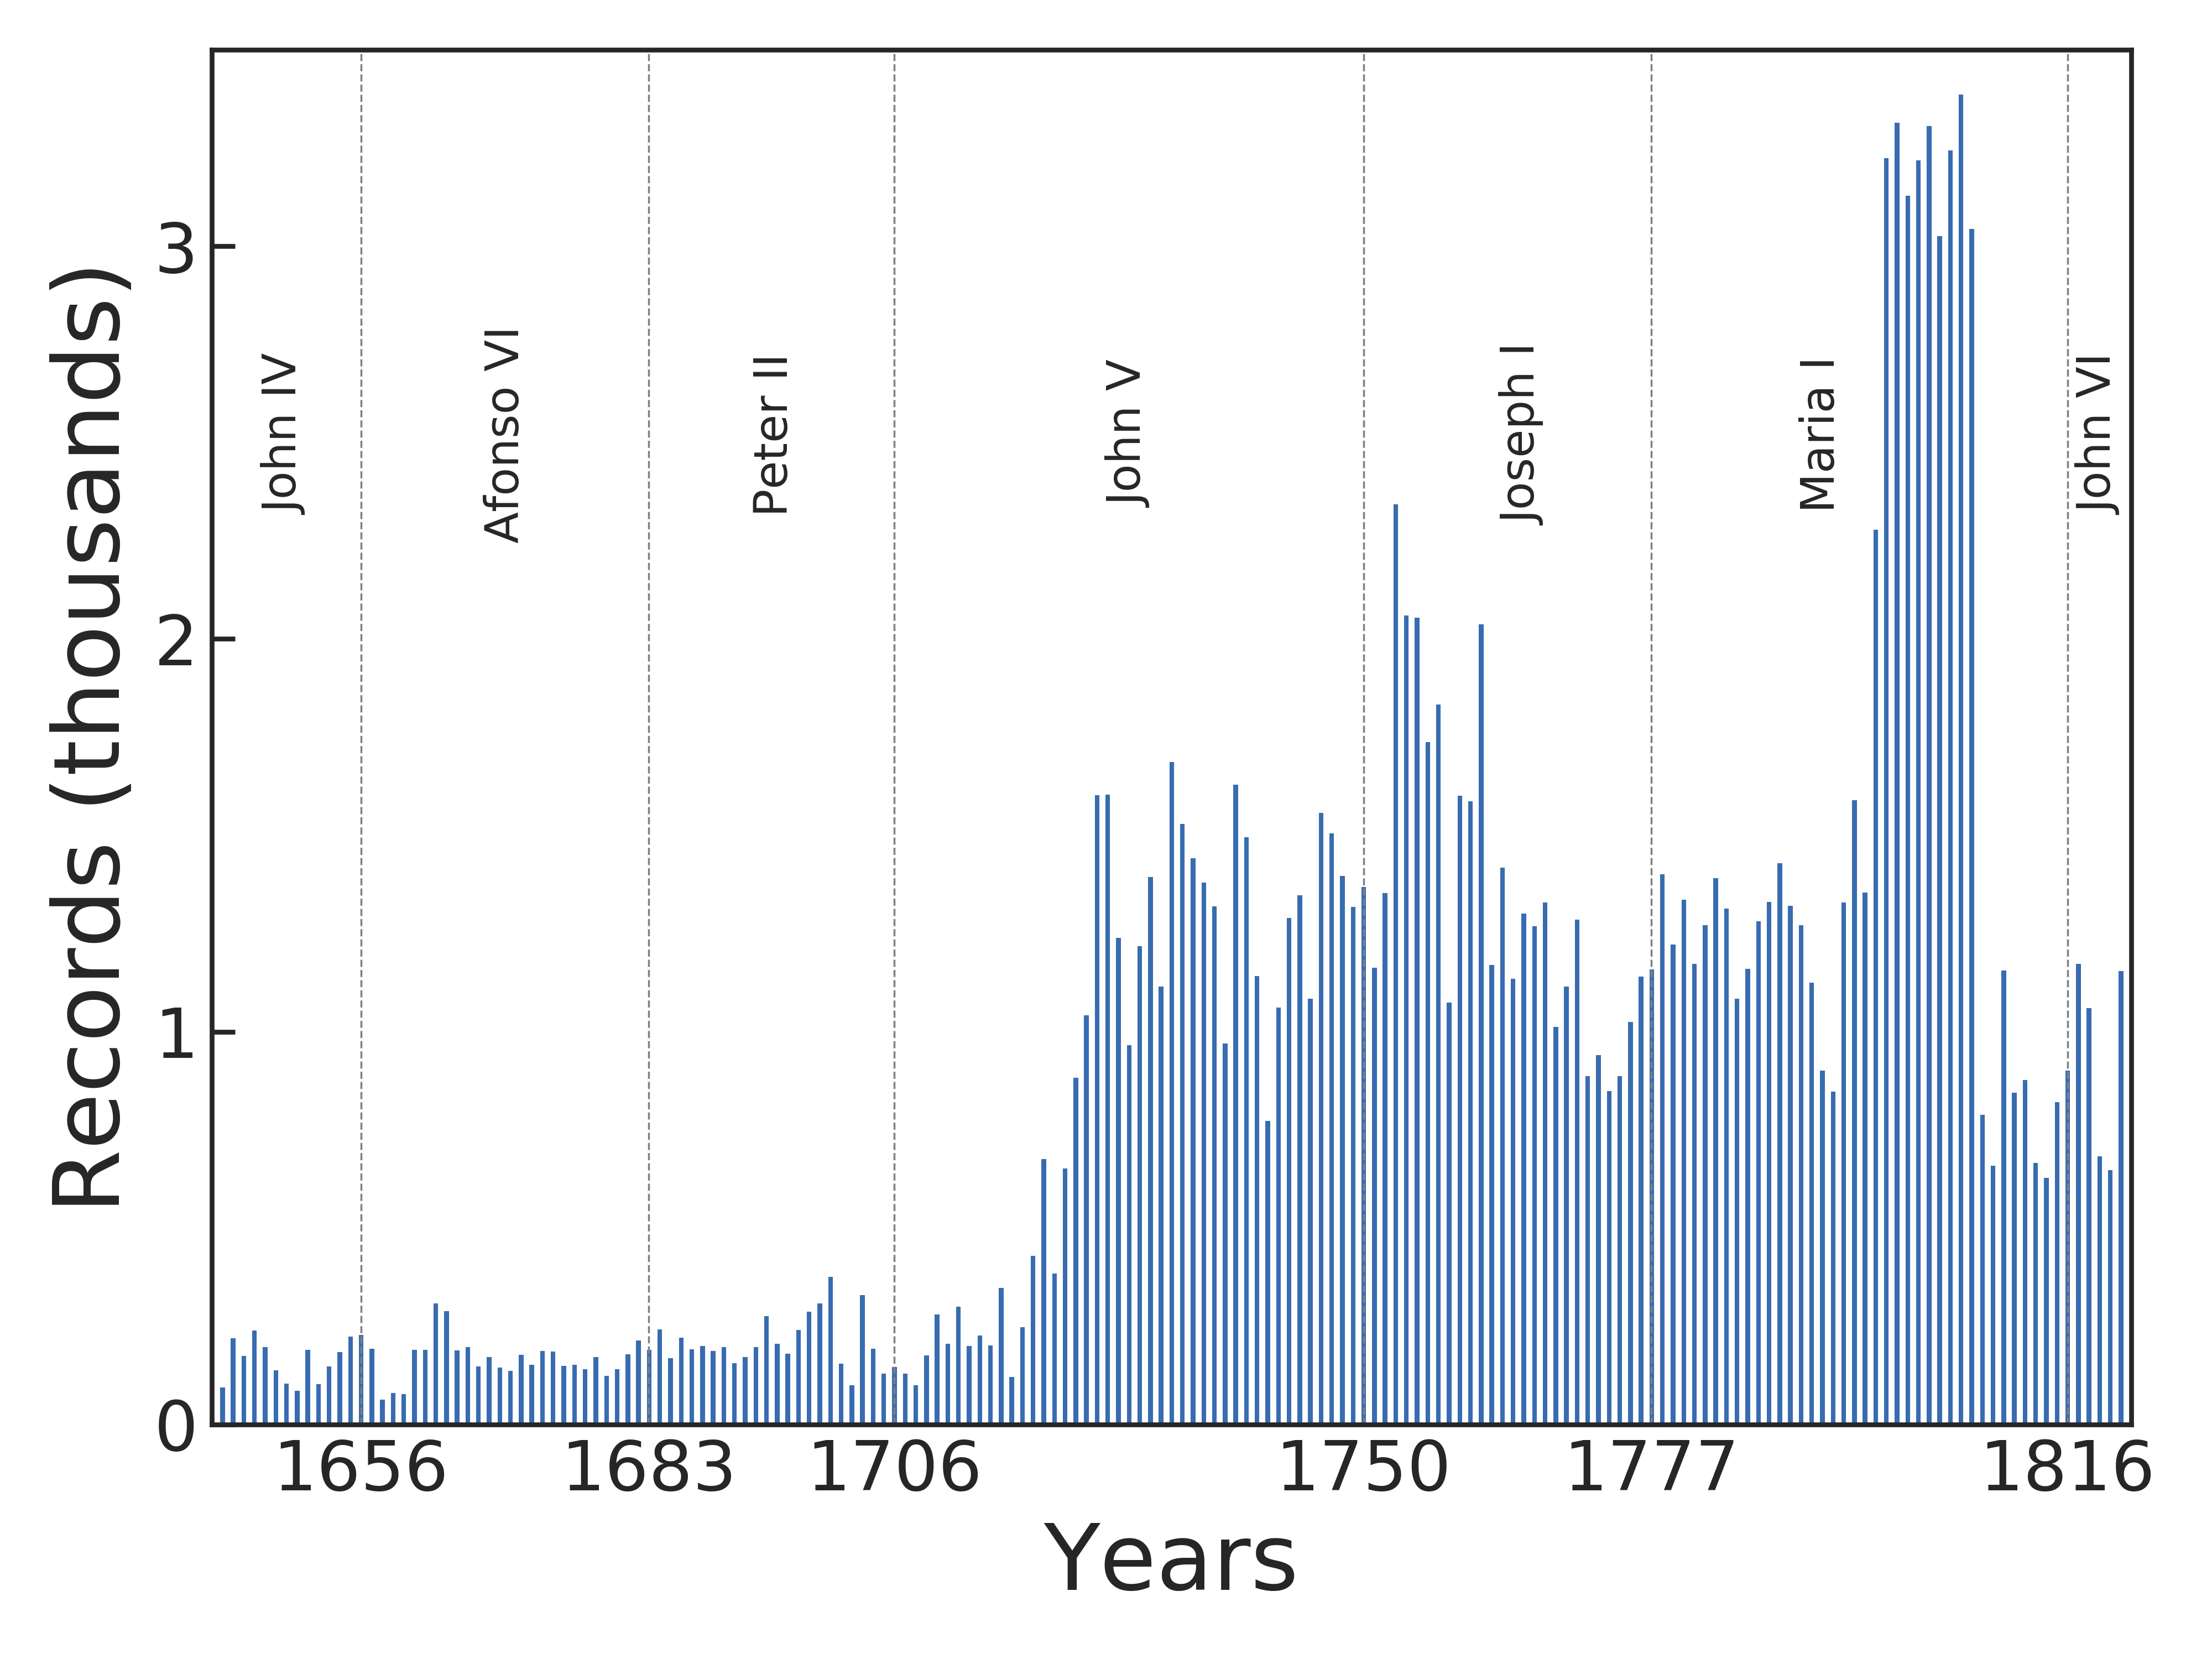 Records (thousands)
3
2
1
0
John IV
Afonso VI
Peter II
John V
Joseph I
Maria I
John VI
1656
1683
1706
1750
1777
1816
Years